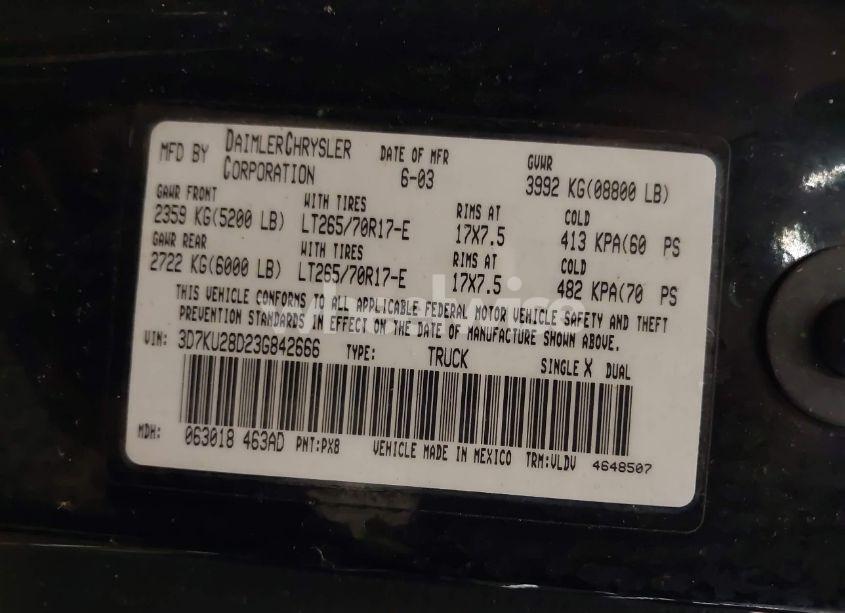 MFD BY DAIMLERCHRYSLER CORPORATION DATE OF MFR 6-03 GVWR 3992 KG(08800 LB)
GAWR FRONT WITH TIRES RIMS AT COLD
2359 KG(5200 LB) LT265/70R17-E 17X7.5 413 KPA(60 PS
GAWR REAR WITH TIRES RIMS AT COLD
2722 KG(6000 LB) LT265/70R17-E 17X7.5 482 KPA(70 PS
THIS VEHICLE CONFORMS TO ALL APPLICABLE FEDERAL MOTOR VEHICLE SAFETY AND THEFT
PREVENTION STANDARDS IN EFFECT ON THE DATE OF MANUFACTURE SHOWN ABOVE.
VIN: 3D7KU28D23G842666 TYPE: TRUCK SINGLE X DUAL
MDH: 063018 463AD PNT:PX8 VEHICLE MADE IN MEXICO TRM:VLDV 4648507